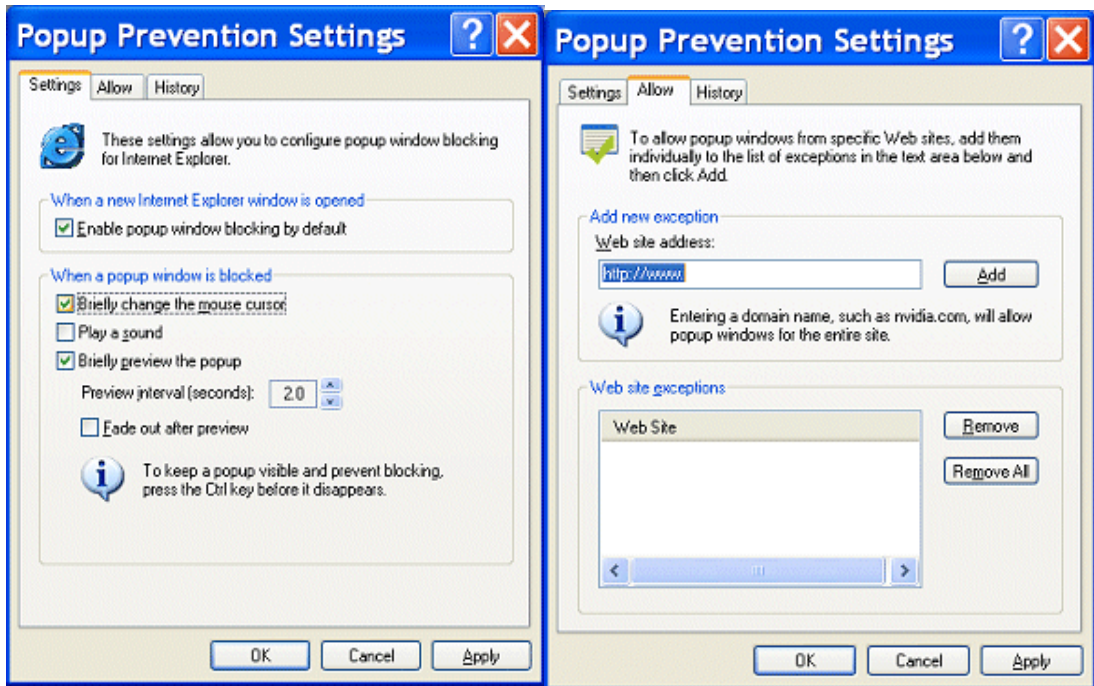 Popup Prevention Settings
Settings
Allow
History
These settings allow you to configure popup window blocking
for Internet Explorer.
When a new Internet Explorer window is opened
Enable popup window blocking by default
When a popup window is blocked
Briefly change the mouse cursor
Play a sound
Briefly preview the popup
Preview interval (seconds): 2.0
Fade out after preview
To keep a popup visible and prevent blocking,
press the Ctrl key before it disappears.
OK
Cancel
Apply
Popup Prevention Settings
Settings
Allow
History
To allow popup windows from specific Web sites, add them
individually to the list of exceptions in the text area below and
then click Add.
Add new exception
Web site address:
http://www.
Add
Entering a domain name, such as nvidia.com, will allow
popup windows for the entire site.
Web site exceptions
Web Site
Remove
Remove All
OK
Cancel
Apply